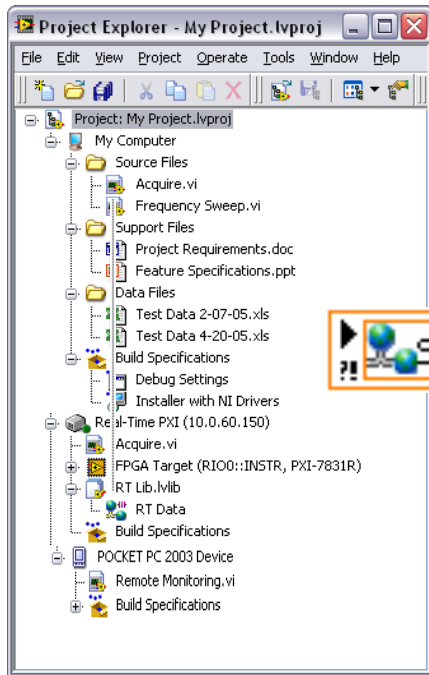 Project Explorer - My Project.lvproj
File Edit View Project Operate Tools Window Help
Project: My Project.lvproj
My Computer
Source Files
Acquire.vi
Frequency Sweep.vi
Support Files
Project Requirements.doc
Feature Specifications.ppt
Data Files
Test Data 2-07-05.xls
Test Data 4-20-05.xls
Build Specifications
?!
Debug Settings
Installer with NI Drivers
Real-Time PXI (10.0.60.150)
Acquire.vi
FPGA Target (RIO0::INSTR, PXI-7831R)
RT Lib.lvlib
RT Data
Build Specifications
POCKET PC 2003 Device
Remote Monitoring.vi
Build Specifications